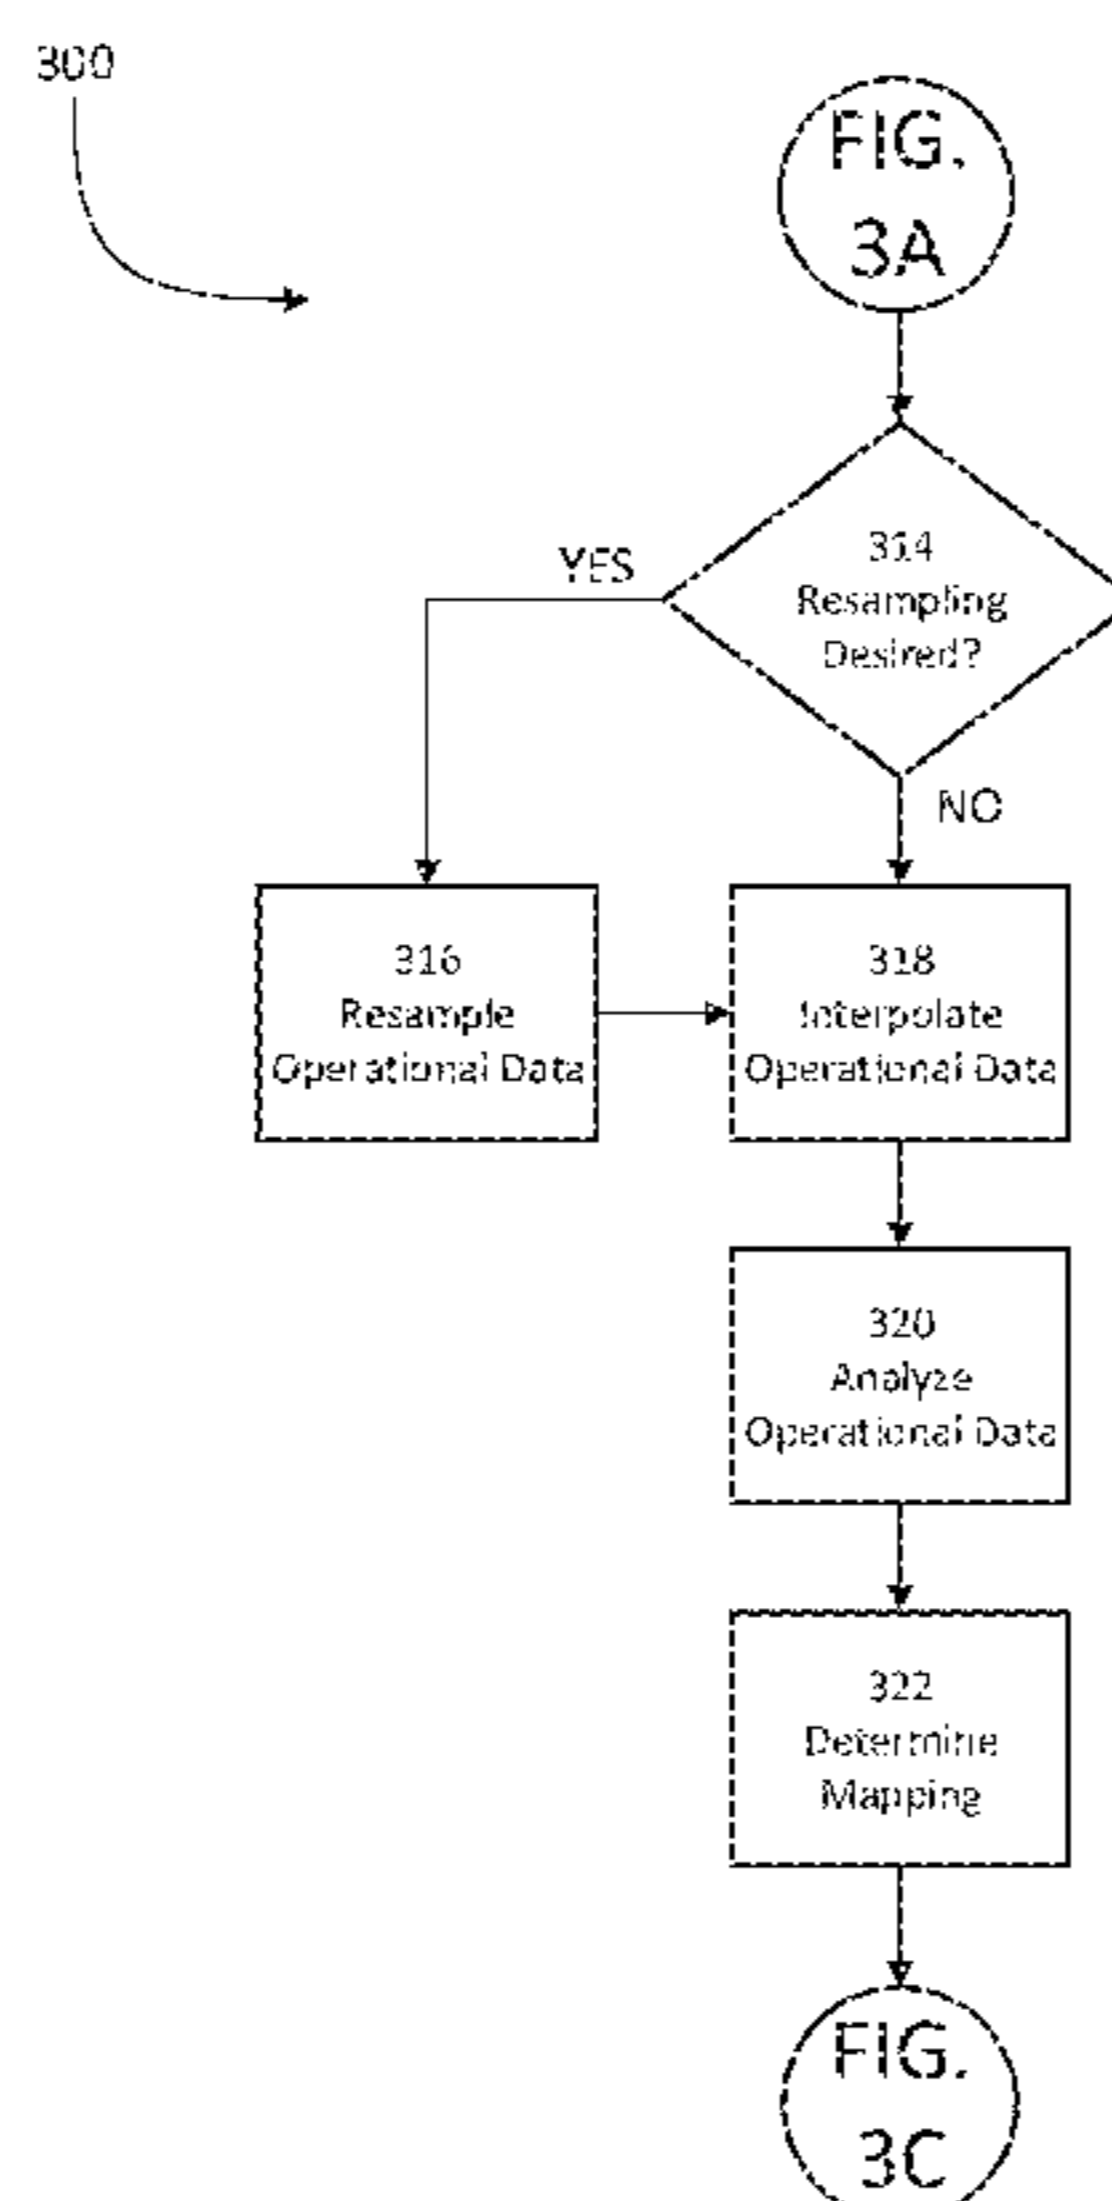 300
FIG.
3A
314
Resampling
Desired?
YES
NO
316
Resample
Operational Data
318
Interpolate
Operational Data
320
Analyze
Operational Data
322
Determine
Mapping
FIG.
3C